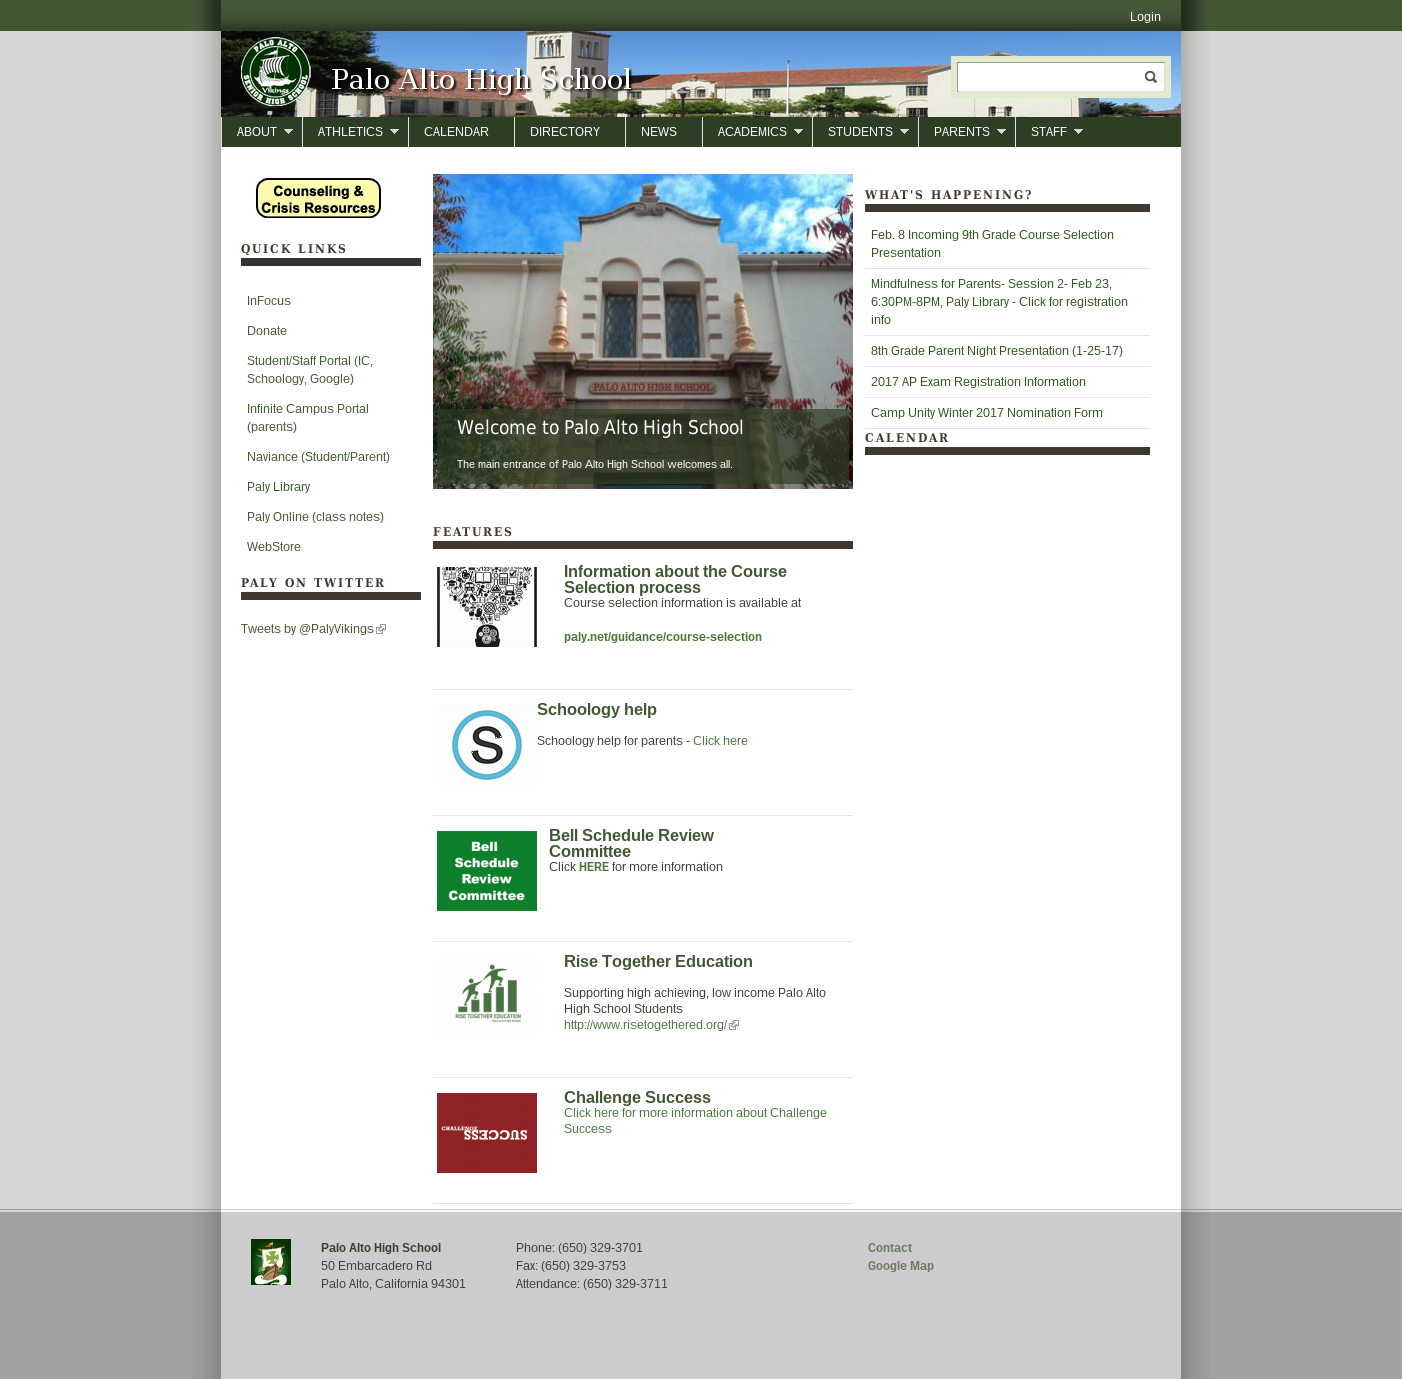 Login
PALO ALTO
Vikings
SENIOR HIGH SCHOOL
Palo Alto High School
ABOUT ATHLETICS CALENDAR DIRECTORY NEWS ACADEMICS STUDENTS PARENTS STAFF
Counseling &
Crisis Resources
QUICK LINKS
InFocus
Donate
Student/Staff Portal (IC,
Schoology, Google)
Infinite Campus Portal
(parents)
Naviance (Student/Parent)
Paly Library
Paly Online (class notes)
WebStore
PALY ON TWITTER
Tweets by @PalyVikings
PALO ALTO HIGH SCHOOL
Welcome to Palo Alto High School
The main entrance of Palo Alto High School welcomes all.
FEATURES
Information about the Course
Selection process
Course selection information is available at
paly.net/guidance/course-selection
S
Schoology help
Schoology help for parents - Click here
Bell
Schedule
Review
Committee
Bell Schedule Review
Committee
Click HERE for more information
RISE TOGETHER EDUCATION
Rise Together Education
Supporting high achieving, low income Palo Alto
High School Students
http://www.risetogethered.org/
CHALLENGE
SUCCESS
Challenge Success
Click here for more information about Challenge
Success
WHAT'S HAPPENING?
Feb. 8 Incoming 9th Grade Course Selection
Presentation
Mindfulness for Parents- Session 2- Feb 23,
6:30PM-8PM, Paly Library - Click for registration
info
8th Grade Parent Night Presentation (1-25-17)
2017 AP Exam Registration Information
Camp Unity Winter 2017 Nomination Form
CALENDAR
Palo Alto High School
50 Embarcadero Rd
Palo Alto, California 94301
Phone: (650) 329-3701
Fax: (650) 329-3753
Attendance: (650) 329-3711
Contact
Google Map